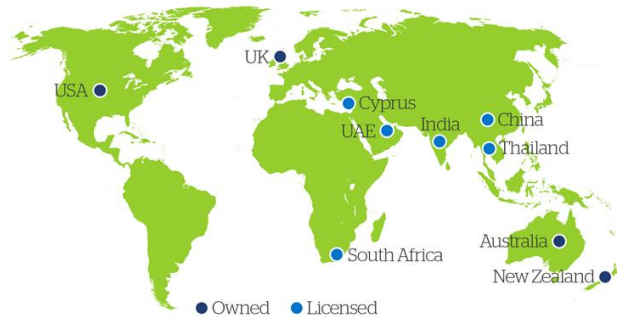 UK
USA
Cyprus
China
India
UAE
Thailand
Australia
South Africa
New Zealand
Owned Licensed